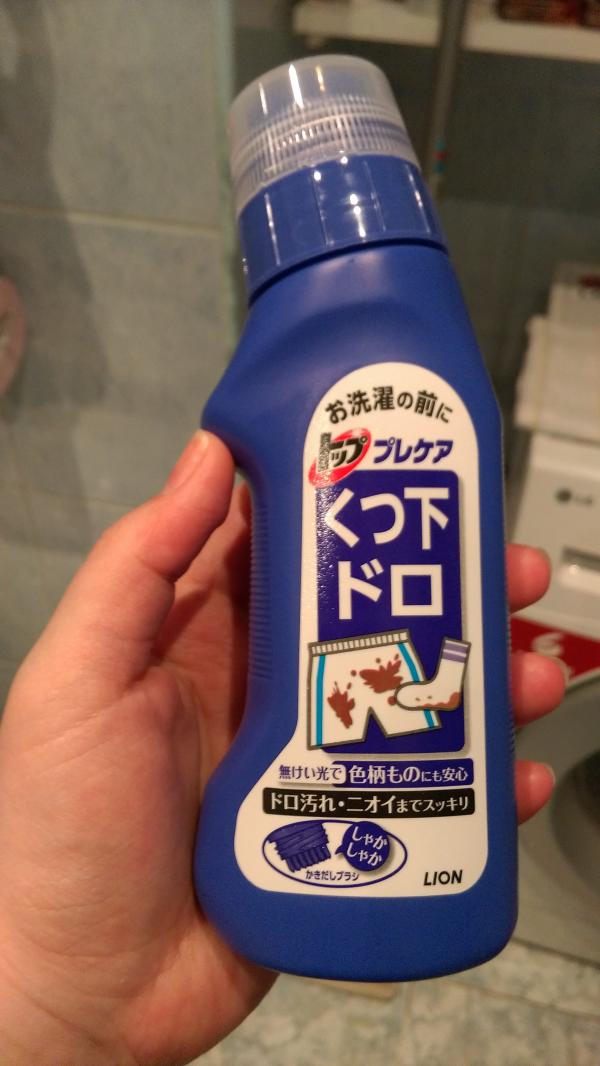 お洗濯の前に
トップ プレケア
くつ下
ドロ
無けい光で色柄ものにも安心
ドロ汚れ・ニオイまでスッキリ
しゃか
しゃか
かきだしブラシ
LION
LG